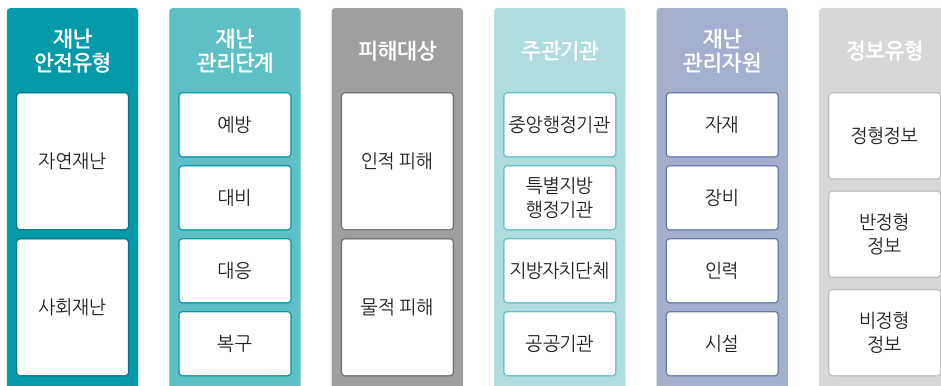 재난
안전유형
자연재난
사회재난
재난
관리단계
예방
대비
대응
복구
피해대상
인적 피해
물적 피해
주관기관
중앙행정기관
특별지방
행정기관
지방자치단체
공공기관
재난
관리자원
자재
장비
인력
시설
정보유형
정형정보
반정형
정보
비정형
정보